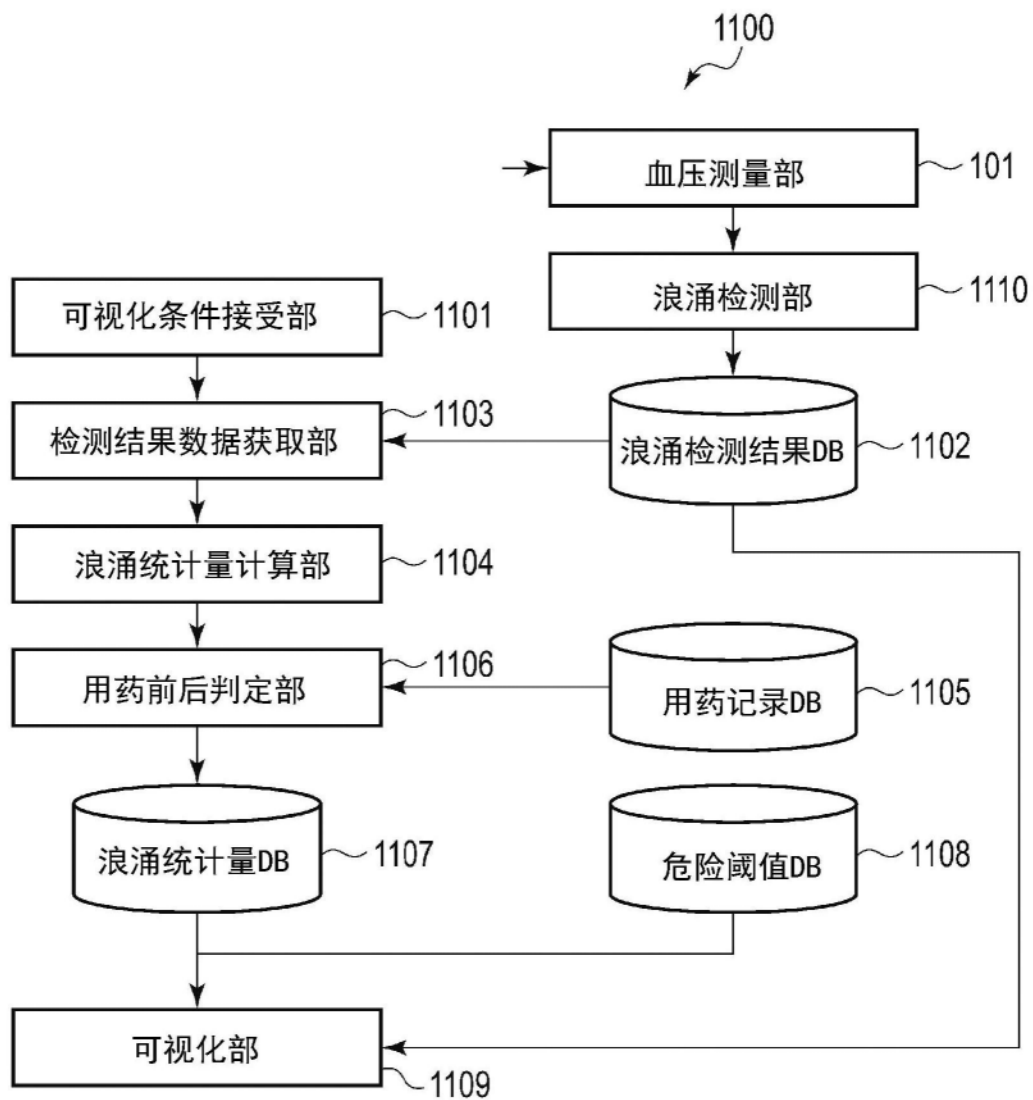 1100
血压测量部
101
浪涌检测部
1110
可视化条件接受部
1101
浪涌检测结果DB
1102
1103
检测结果数据获取部
浪涌统计量计算部
1104
1106
用药前后判定部
用药记录DB
1105
浪涌统计量DB
1107
危险阈值DB
1108
可视化部
1109